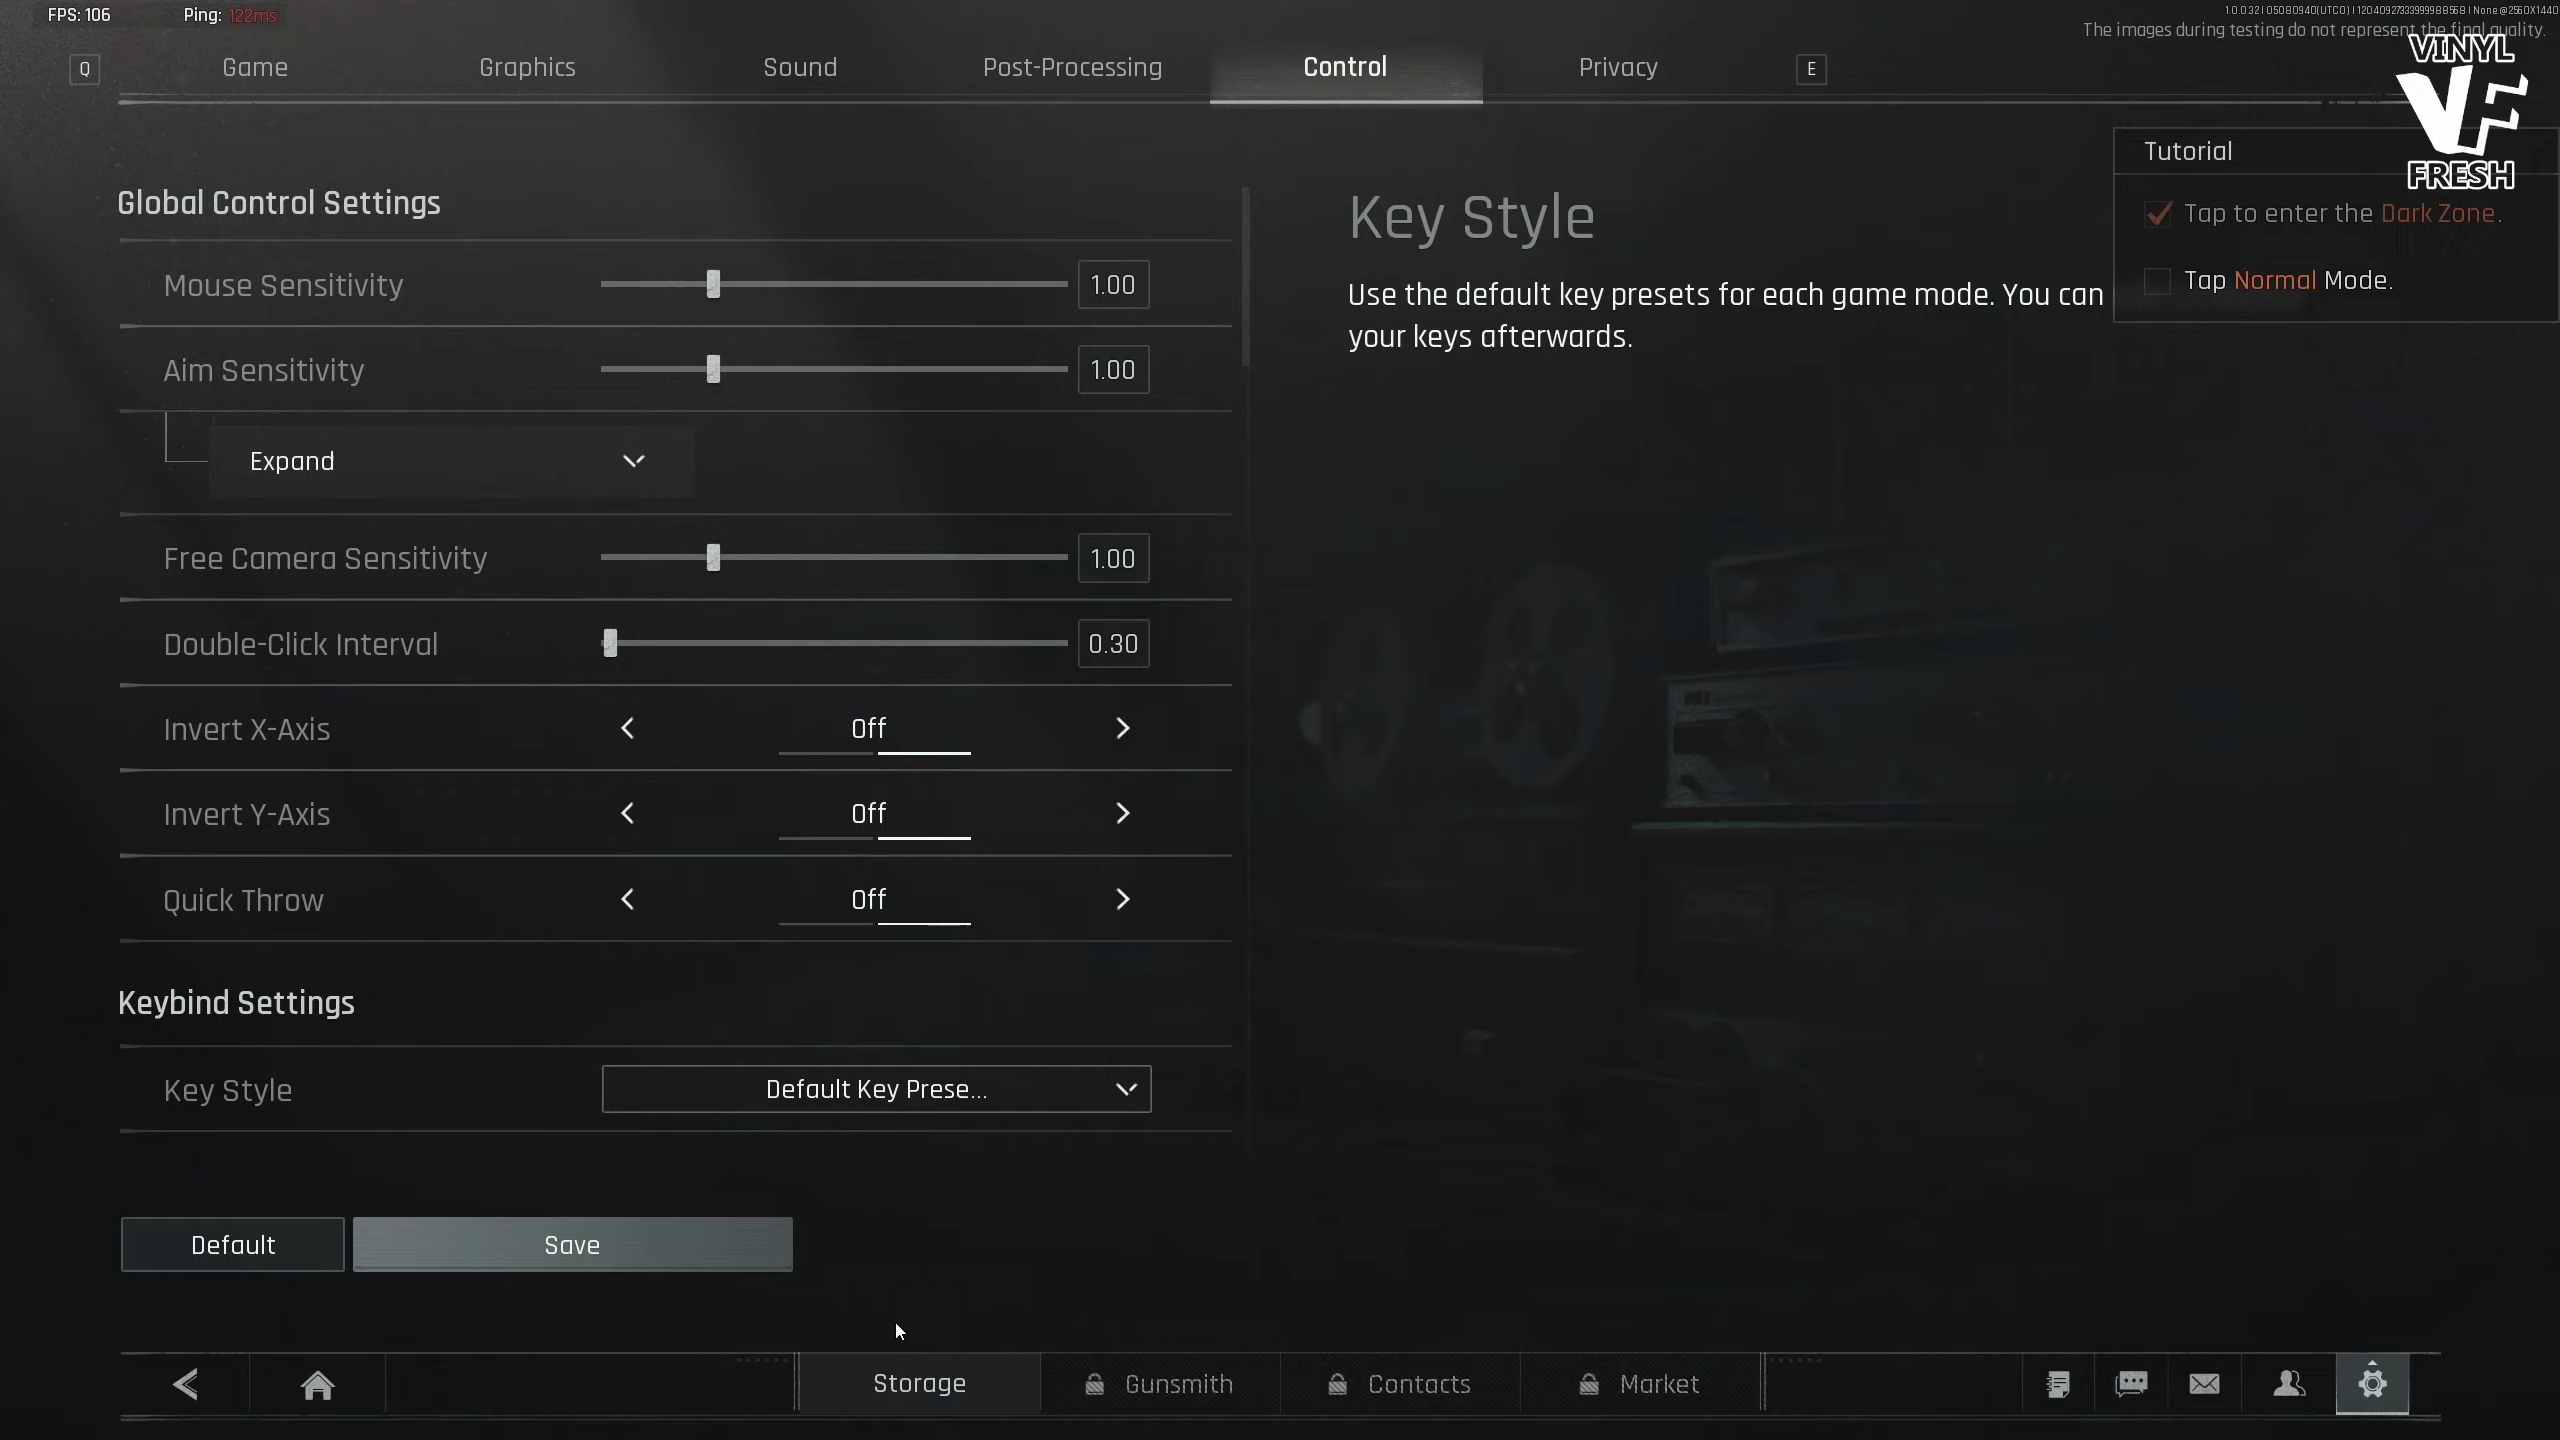 FPS: 106 Ping: 122ms
The images during testing do not represent the final quality.
VINYL
VF
FRESH
Q Game Graphics Sound Post-Processing Control Privacy E
Tutorial
Tap to enter the Dark Zone.
Tap Normal Mode.
Global Control Settings
Mouse Sensitivity 1.00
Aim Sensitivity 1.00
Expand
Free Camera Sensitivity 1.00
Double-Click Interval 0.30
Invert X-Axis Off
Invert Y-Axis Off
Quick Throw Off
Keybind Settings
Key Style Default Key Prese...
Key Style
Use the default key presets for each game mode. You can
your keys afterwards.
Default Save
Storage Gunsmith Contacts Market